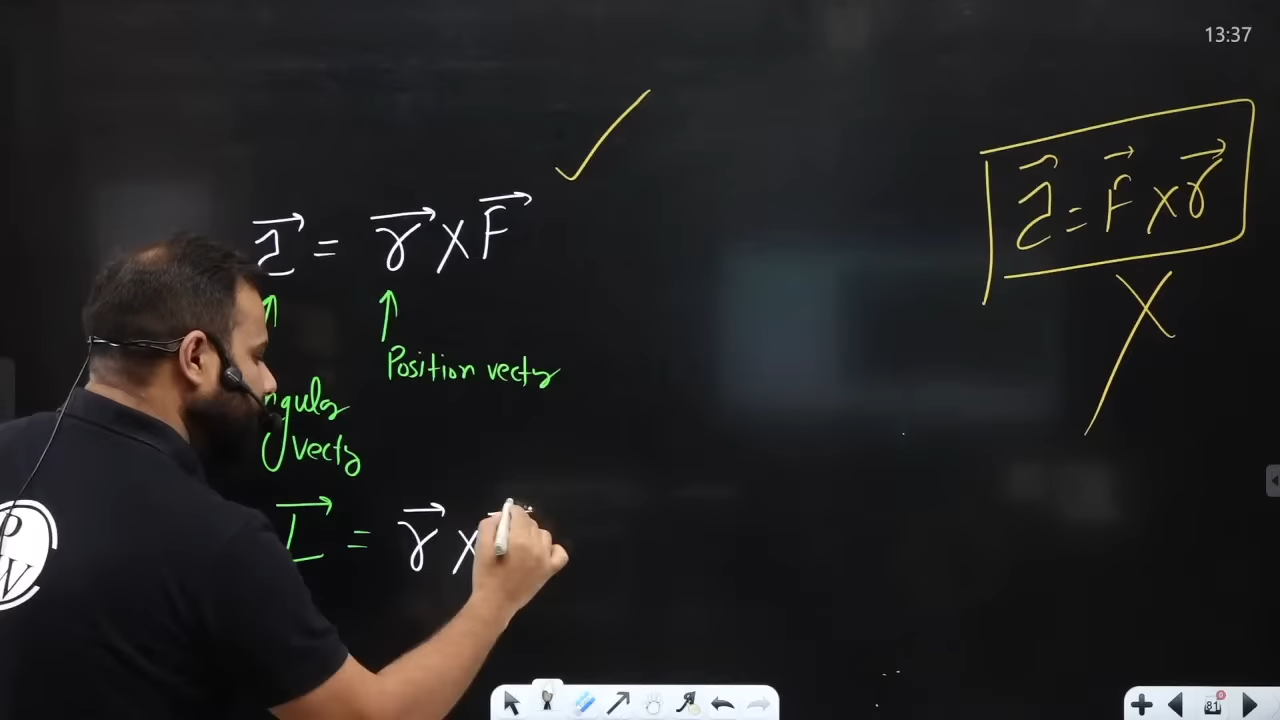 13:37
τ = r × F
τ = F × r
Position vector
ngular
vector
L = r ×
P
W
81